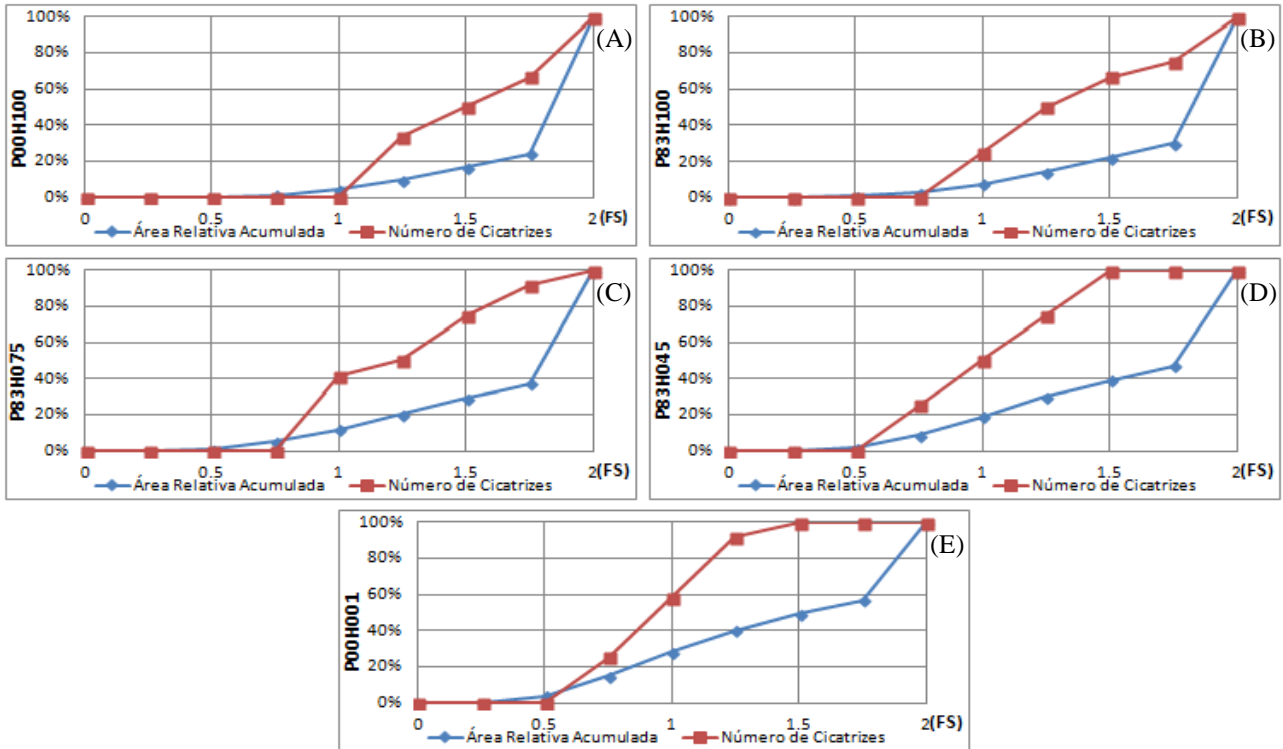 100%
80%
60%
40%
20%
0%
P00H100
(A)
0 0.5 1 1.5 2 (FS)
Área Relativa Acumulada Número de Cicatrizes
100%
80%
60%
40%
20%
0%
P83H100
(B)
0 0.5 1 1.5 2 (FS)
Área Relativa Acumulada Número de Cicatrizes
100%
80%
60%
40%
20%
0%
P83H075
(C)
0 0.5 1 1.5 2 (FS)
Área Relativa Acumulada Número de Cicatrizes
100%
80%
60%
40%
20%
0%
P83H045
(D)
0 0.5 1 1.5 2 (FS)
Área Relativa Acumulada Número de Cicatrizes
100%
80%
60%
40%
20%
0%
P00H001
(E)
0 0.5 1 1.5 2 (FS)
Área Relativa Acumulada Número de Cicatrizes